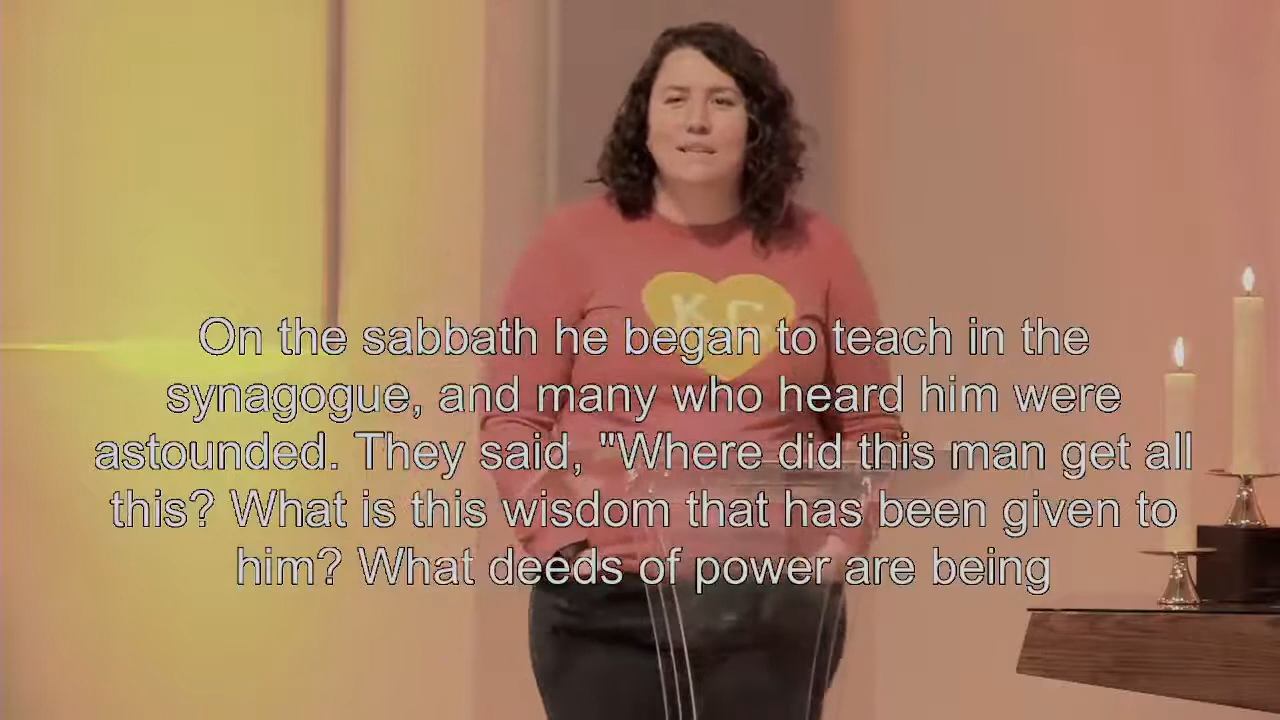 KC
On the sabbath he began to teach in the
synagogue, and many who heard him were
astounded. They said, "Where did this man get all
this? What is this wisdom that has been given to
him? What deeds of power are being